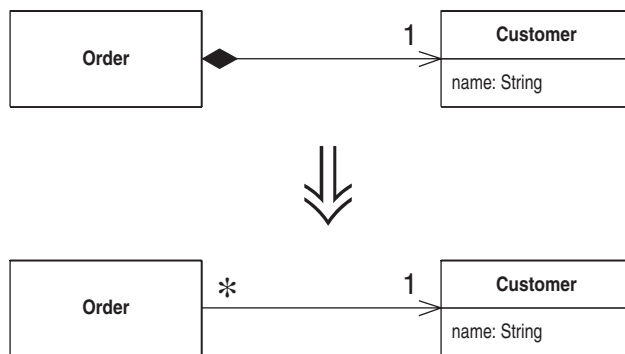 Order
1
Customer
name: String
Order
*
1
Customer
name: String